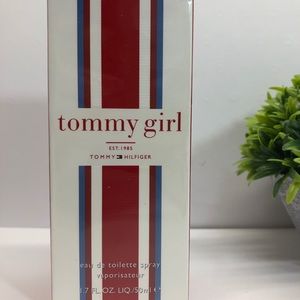 tommy girl
EST. 1985
TOMMY HILFIGER
eau de toilette spray
vaporisateur
1.7 FL.OZ. LIQ./50ml e